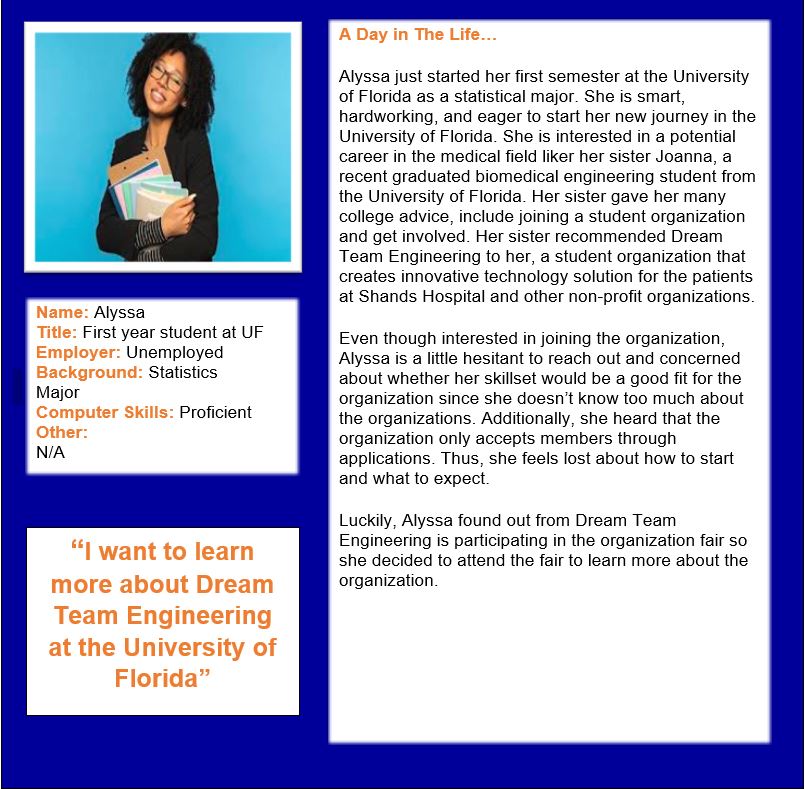 A Day in The Life…
Alyssa just started her first semester at the University
of Florida as a statistical major. She is smart,
hardworking, and eager to start her new journey in the
University of Florida. She is interested in a potential
career in the medical field liker her sister Joanna, a
recent graduated biomedical engineering student from
the University of Florida. Her sister gave her many
college advice, include joining a student organization
and get involved. Her sister recommended Dream
Team Engineering to her, a student organization that
creates innovative technology solution for the patients
at Shands Hospital and other non-profit organizations.
Even though interested in joining the organization,
Alyssa is a little hesitant to reach out and concerned
about whether her skillset would be a good fit for the
organization since she doesn’t know too much about
the organizations. Additionally, she heard that the
organization only accepts members through
applications. Thus, she feels lost about how to start
and what to expect.
Luckily, Alyssa found out from Dream Team
Engineering is participating in the organization fair so
she decided to attend the fair to learn more about the
organization.
Name: Alyssa
Title: First year student at UF
Employer: Unemployed
Background: Statistics
Major
Computer Skills: Proficient
Other:
N/A
“I want to learn
more about Dream
Team Engineering
at the University of
Florida”